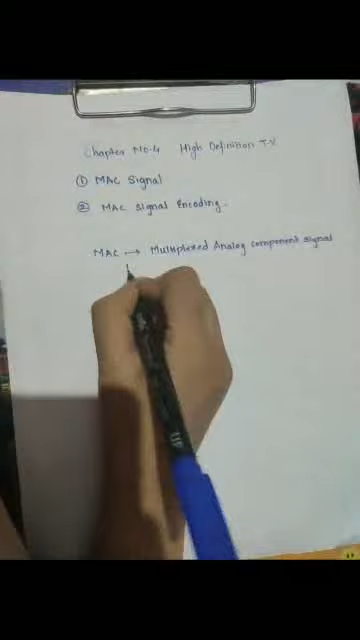 Chapter No-4 High Definition T.V
① MAC Signal
② MAC Signal Encoding.
MAC → Multiplexed Analog component signal